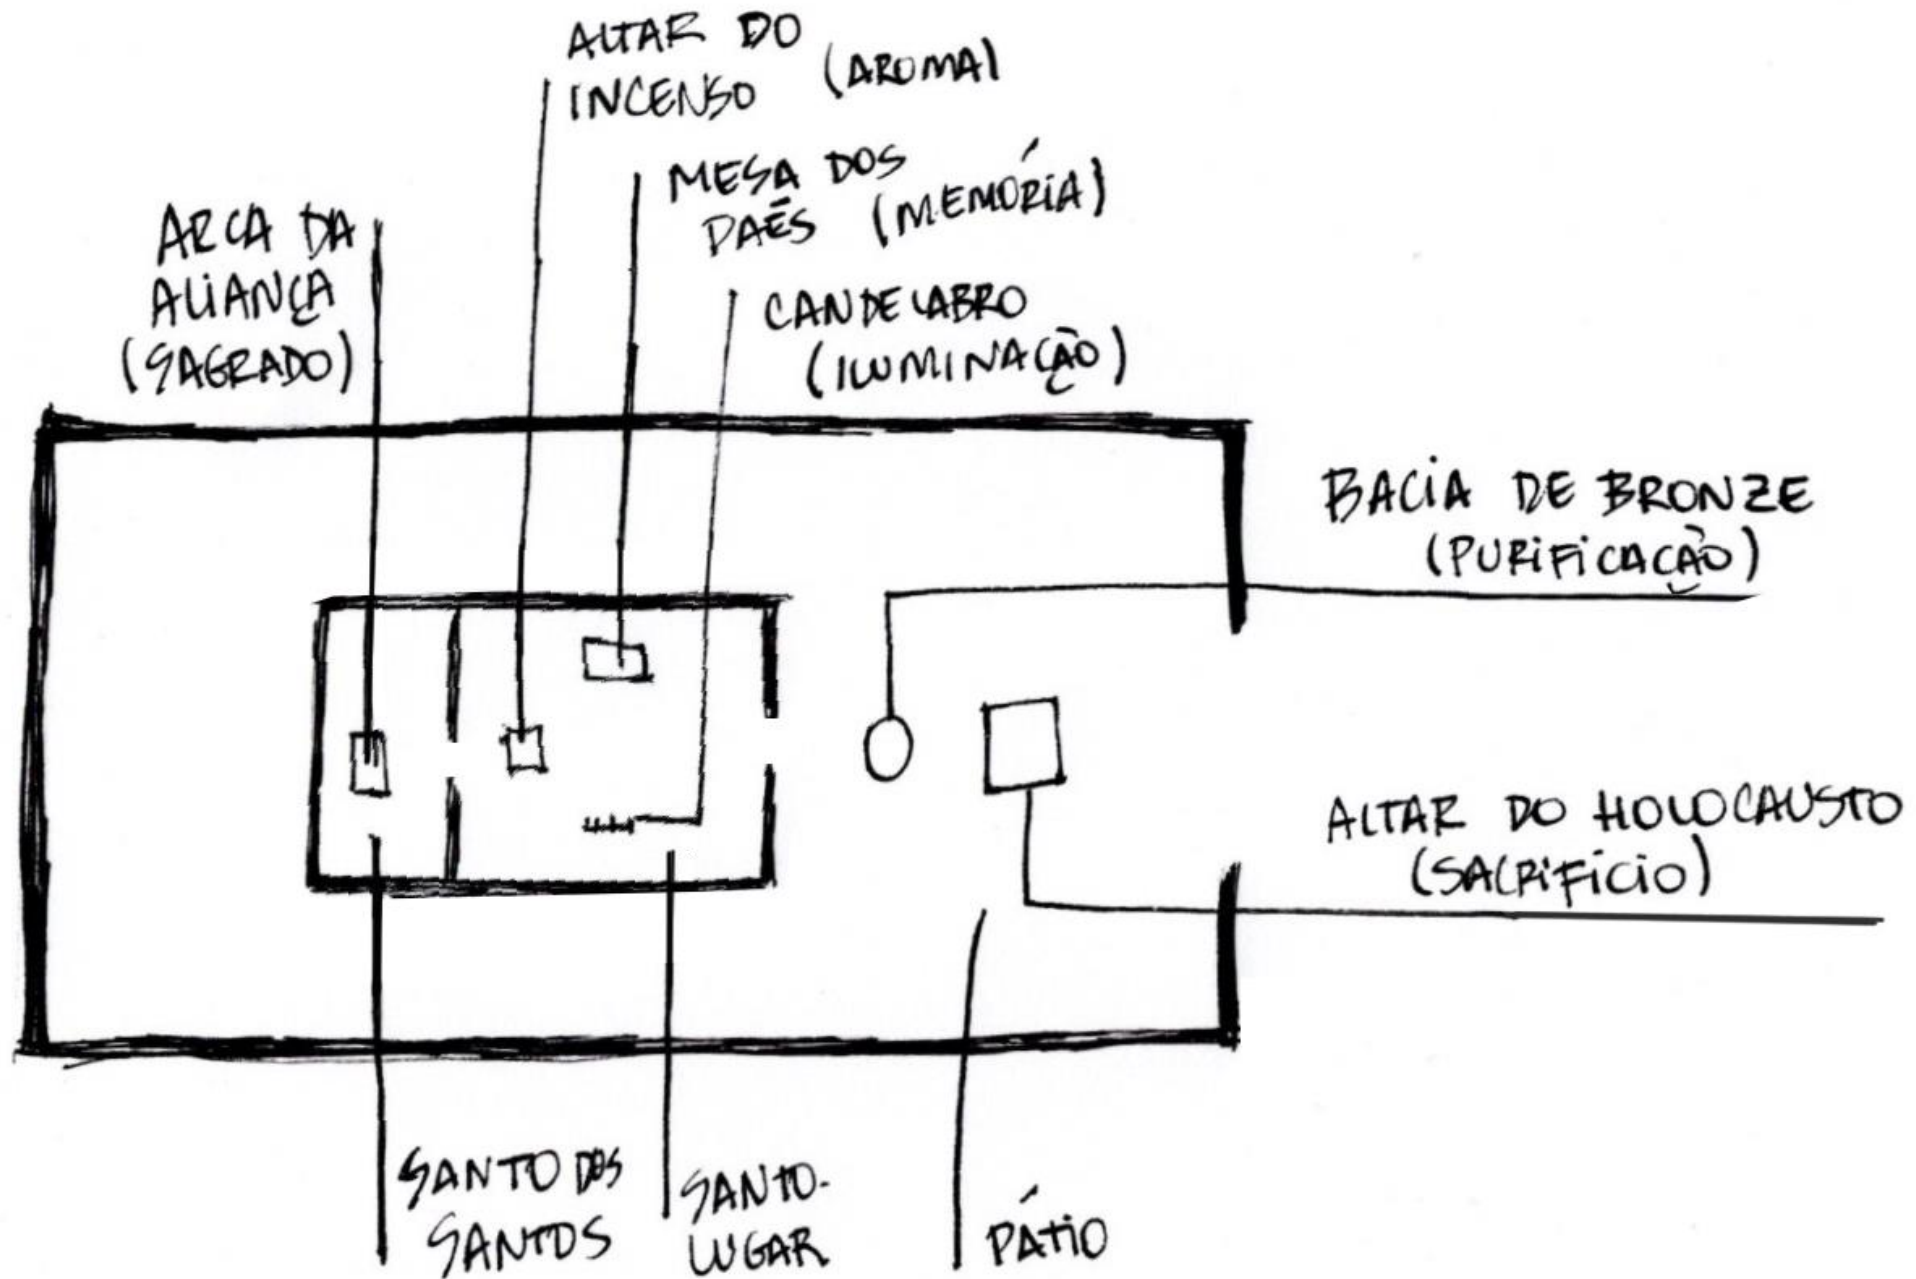 ALTAR DO
INCENSO (AROMA)
MESA DOS
PAẼS (MEMÓRIA)
CANDELABRO
(ILUMINAÇÃO)
ARCA DA
ALIANÇA
(SAGRADO)
BACIA DE BRONZE
(PURIFICAÇÃO)
ALTAR DO HOLOCAUSTO
(SACRIFÍCIO)
SANTO DOS
SANTOS
SANTO-
LUGAR
PÁTIO